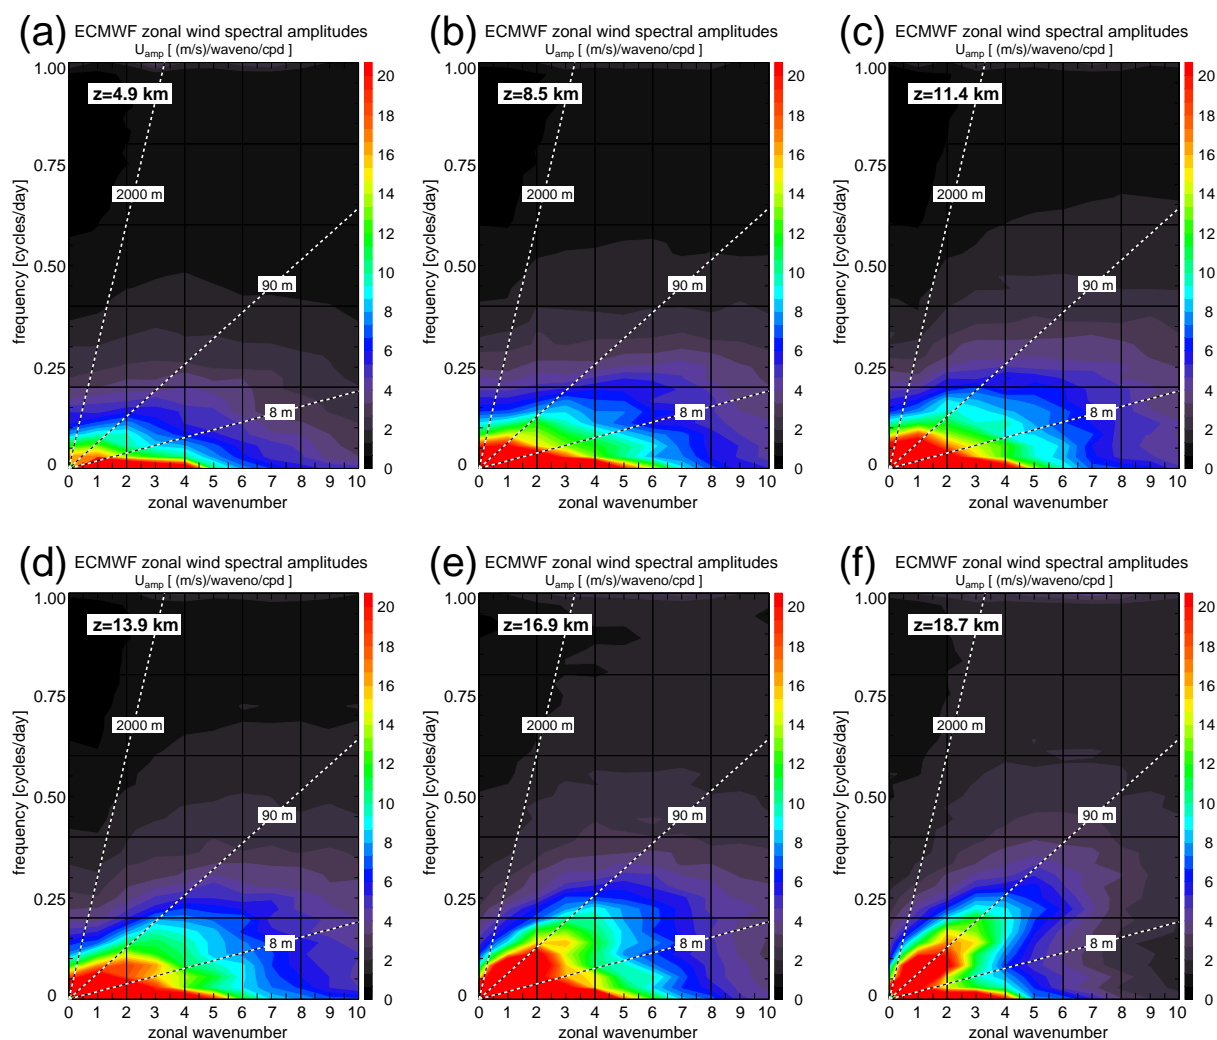 (a) ECMWF zonal wind spectral amplitudes
U_amp [ (m/s)/waveno/cpd ]
1.00
0.75
0.50
0.25
0
frequency [cycles/day]
z=4.9 km
2000 m
90 m
8 m
20
18
16
14
12
10
8
6
4
2
0
0 1 2 3 4 5 6 7 8 9 10
zonal wavenumber
(b) ECMWF zonal wind spectral amplitudes
U_amp [ (m/s)/waveno/cpd ]
1.00
0.75
0.50
0.25
0
frequency [cycles/day]
z=8.5 km
2000 m
90 m
8 m
20
18
16
14
12
10
8
6
4
2
0
0 1 2 3 4 5 6 7 8 9 10
zonal wavenumber
(c) ECMWF zonal wind spectral amplitudes
U_amp [ (m/s)/waveno/cpd ]
1.00
0.75
0.50
0.25
0
frequency [cycles/day]
z=11.4 km
2000 m
90 m
8 m
20
18
16
14
12
10
8
6
4
2
0
0 1 2 3 4 5 6 7 8 9 10
zonal wavenumber
(d) ECMWF zonal wind spectral amplitudes
U_amp [ (m/s)/waveno/cpd ]
1.00
0.75
0.50
0.25
0
frequency [cycles/day]
z=13.9 km
2000 m
90 m
8 m
20
18
16
14
12
10
8
6
4
2
0
0 1 2 3 4 5 6 7 8 9 10
zonal wavenumber
(e) ECMWF zonal wind spectral amplitudes
U_amp [ (m/s)/waveno/cpd ]
1.00
0.75
0.50
0.25
0
frequency [cycles/day]
z=16.9 km
2000 m
90 m
8 m
20
18
16
14
12
10
8
6
4
2
0
0 1 2 3 4 5 6 7 8 9 10
zonal wavenumber
(f) ECMWF zonal wind spectral amplitudes
U_amp [ (m/s)/waveno/cpd ]
1.00
0.75
0.50
0.25
0
frequency [cycles/day]
z=18.7 km
2000 m
90 m
8 m
20
18
16
14
12
10
8
6
4
2
0
0 1 2 3 4 5 6 7 8 9 10
zonal wavenumber